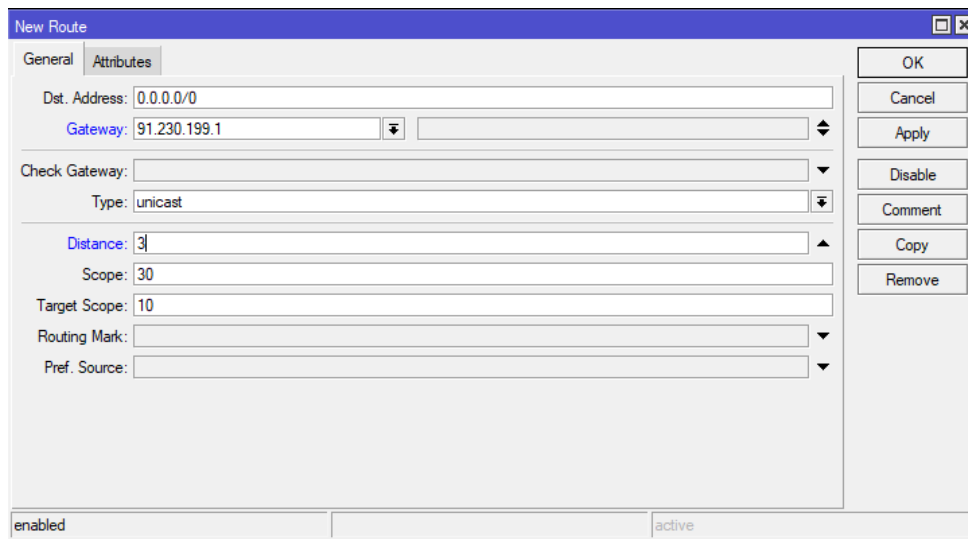 New Route
General Attributes
OK
Dst. Address: 0.0.0.0/0
Cancel
Gateway: 91.230.199.1
Apply
Check Gateway:
Disable
Type: unicast
Comment
Distance: 3
Copy
Scope: 30
Remove
Target Scope: 10
Routing Mark:
Pref. Source:
enabled active